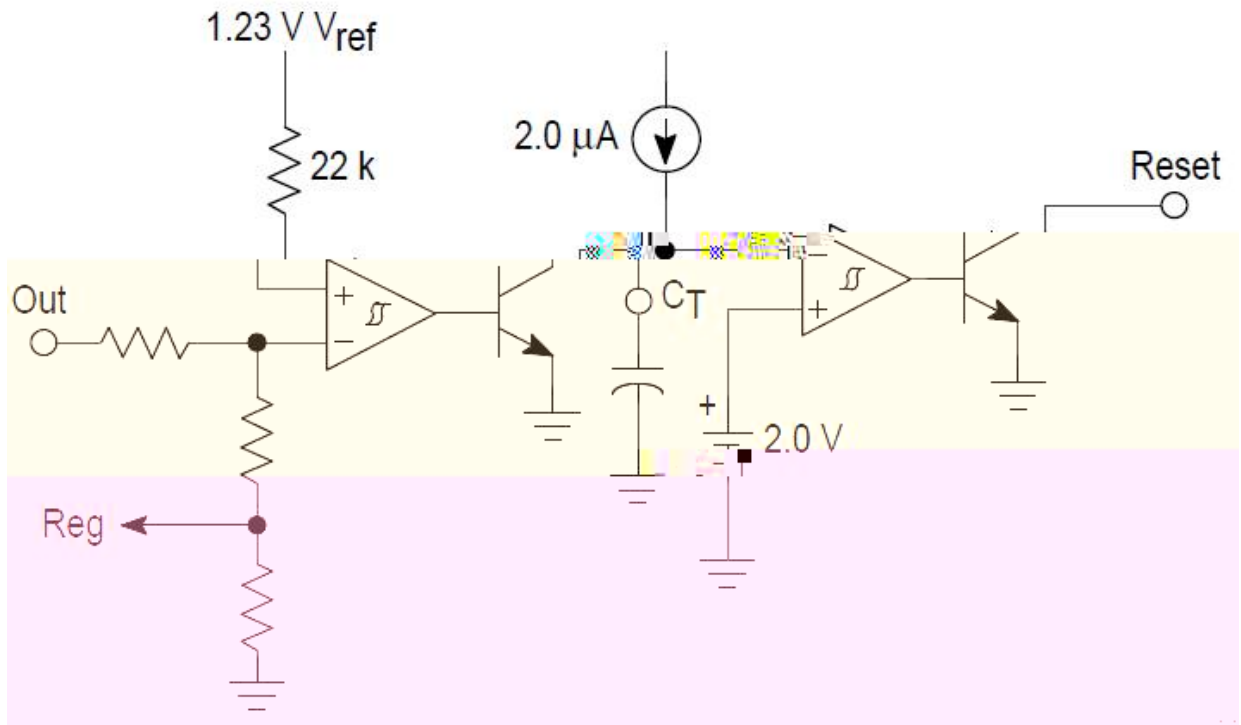 1.23 V Vref
22 k
2.0 µA
Reset
Out
+
−
CT
−
+
+
2.0 V
Reg